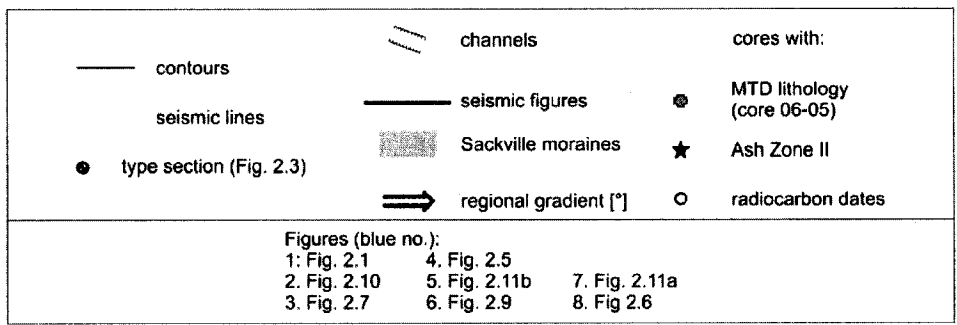 contours
seismic lines
type section (Fig. 2.3)
channels
seismic figures
Sackville moraines
regional gradient [°]
cores with:
MTD lithology
(core 06-05)
Ash Zone II
radiocarbon dates
Figures (blue no.):
1: Fig. 2.1 4. Fig. 2.5
2. Fig. 2.10 5. Fig. 2.11b 7. Fig. 2.11a
3. Fig. 2.7 6. Fig. 2.9 8. Fig 2.6